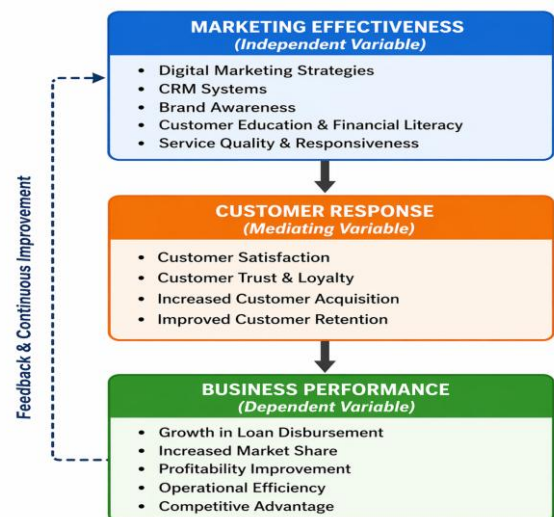 MARKETING EFFECTIVENESS
(Independent Variable)
• Digital Marketing Strategies
• CRM Systems
• Brand Awareness
• Customer Education & Financial Literacy
• Service Quality & Responsiveness
CUSTOMER RESPONSE
(Mediating Variable)
• Customer Satisfaction
• Customer Trust & Loyalty
• Increased Customer Acquisition
• Improved Customer Retention
BUSINESS PERFORMANCE
(Dependent Variable)
• Growth in Loan Disbursement
• Increased Market Share
• Profitability Improvement
• Operational Efficiency
• Competitive Advantage
Feedback & Continuous Improvement